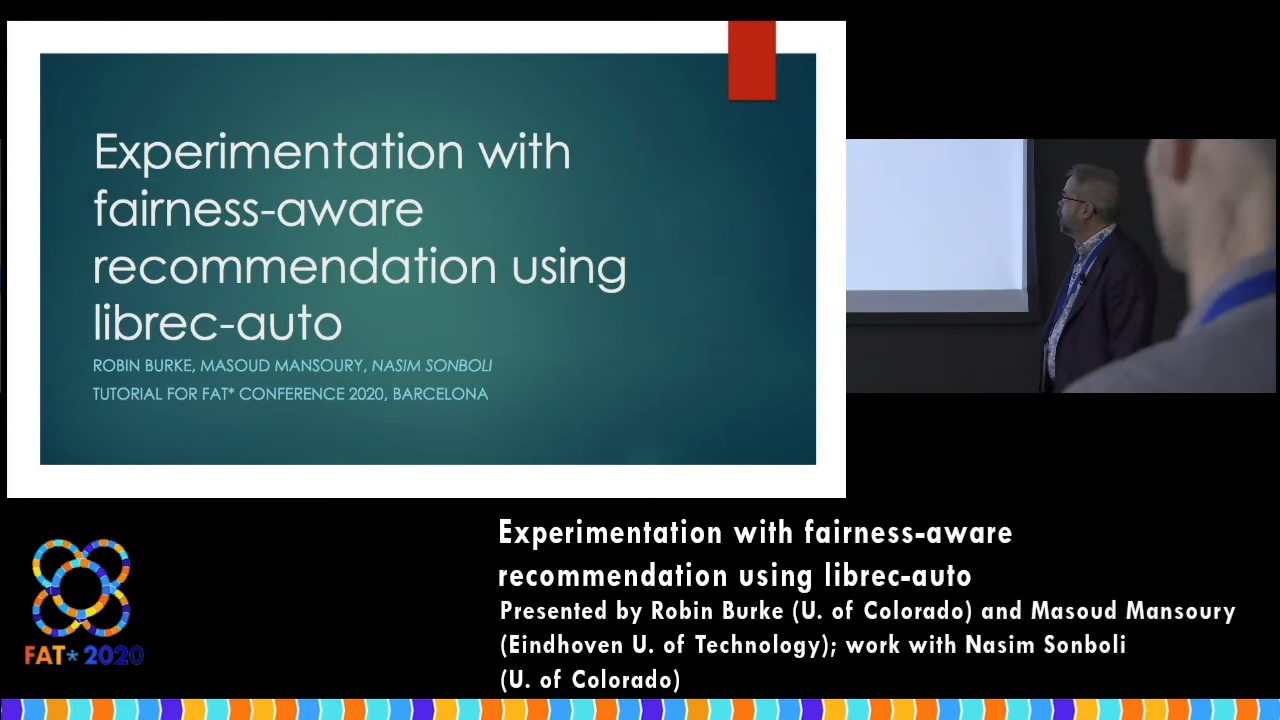 Experimentation with
fairness-aware
recommendation using
librec-auto
ROBIN BURKE, MASOUD MANSOURY, NASIM SONBOLI
TUTORIAL FOR FAT* CONFERENCE 2020, BARCELONA
FAT* 2020
Experimentation with fairness-aware
recommendation using librec-auto
Presented by Robin Burke (U. of Colorado) and Masoud Mansoury
(Eindhoven U. of Technology); work with Nasim Sonboli
(U. of Colorado)